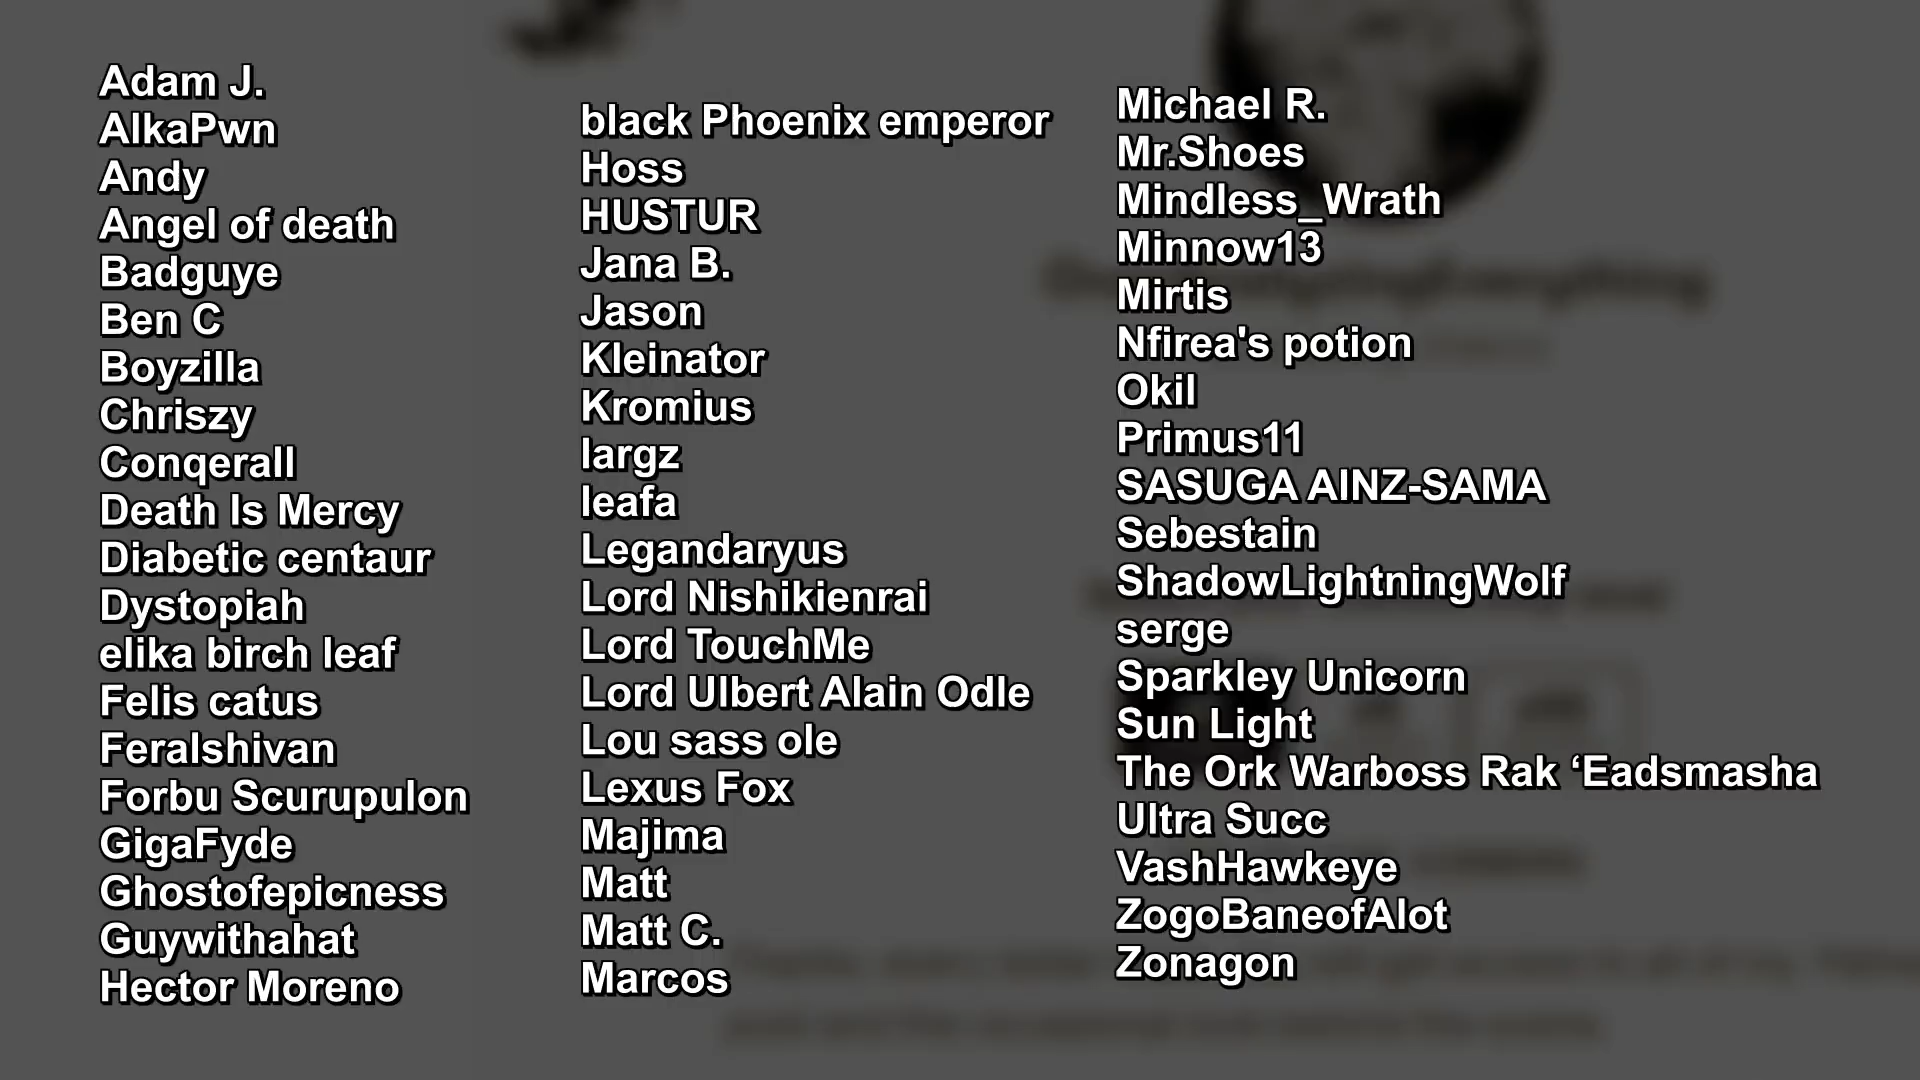 Adam J.
AlkaPwn
Andy
Angel of death
Badguye
Ben C
Boyzilla
Chriszy
Conqerall
Death Is Mercy
Diabetic centaur
Dystopiah
elika birch leaf
Felis catus
Feralshivan
Forbu Scurupulon
GigaFyde
Ghostofepicness
Guywithahat
Hector Moreno
black Phoenix emperor
Hoss
HUSTUR
Jana B.
Jason
Kleinator
Kromius
largz
leafa
Legandaryus
Lord Nishikienrai
Lord TouchMe
Lord Ulbert Alain Odle
Lou sass ole
Lexus Fox
Majima
Matt
Matt C.
Marcos
Michael R.
Mr.Shoes
Mindless_Wrath
Minnow13
Mirtis
Nfirea's potion
Okil
Primus11
SASUGA AINZ-SAMA
Sebestain
ShadowLightningWolf
serge
Sparkley Unicorn
Sun Light
The Ork Warboss Rak ‘Eadsmasha
Ultra Succ
VashHawkeye
ZogoBaneofAlot
Zonagon